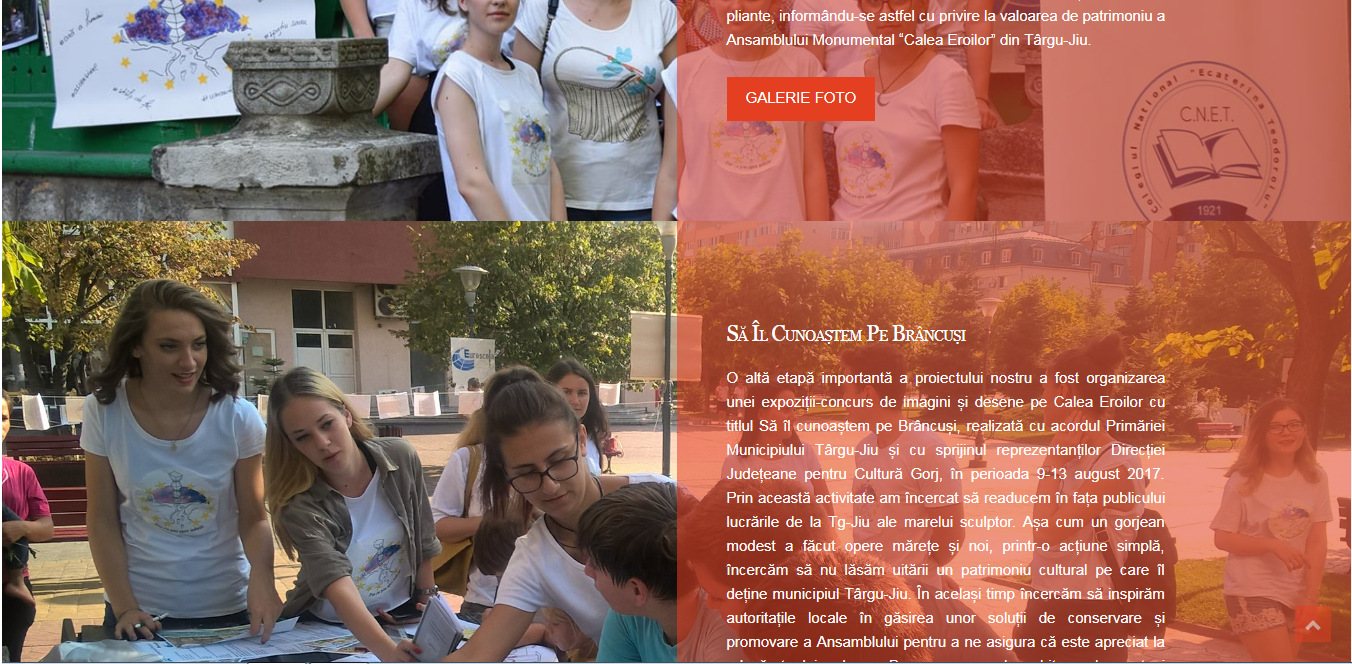 pliante, informându-se astfel cu privire la valoarea de patrimoniu a
Ansamblului Monumental “Calea Eroilor” din Târgu-Jiu.
GALERIE FOTO
Colegiul Național "Ecaterina Teodoroiu"
C.N.E.T.
1921
Să Îl Cunoaștem Pe Brâncuși
O altă etapă importantă a proiectului nostru a fost organizarea
unei expoziții-concurs de imagini și desene pe Calea Eroilor cu
titlul Să îl cunoaștem pe Brâncuși, realizată cu acordul Primăriei
Municipiului Târgu-Jiu și cu sprijinul reprezentanților Direcției
Județeane pentru Cultură Gorj, în perioada 9-13 august 2017.
Prin această activitate am încercat să readucem în fața publicului
lucrările de la Tg-Jiu ale marelui sculptor. Așa cum un gorjean
modest a făcut opere mărețe și noi, printr-o acțiune simplă,
încercăm să nu lăsăm uitării un patrimoniu cultural pe care îl
deține municipiul Târgu-Jiu. În același timp încercăm să inspirăm
autoritațile locale în găsirea unor soluții de conservare și
promovare a Ansamblului pentru a ne asigura că este apreciat la